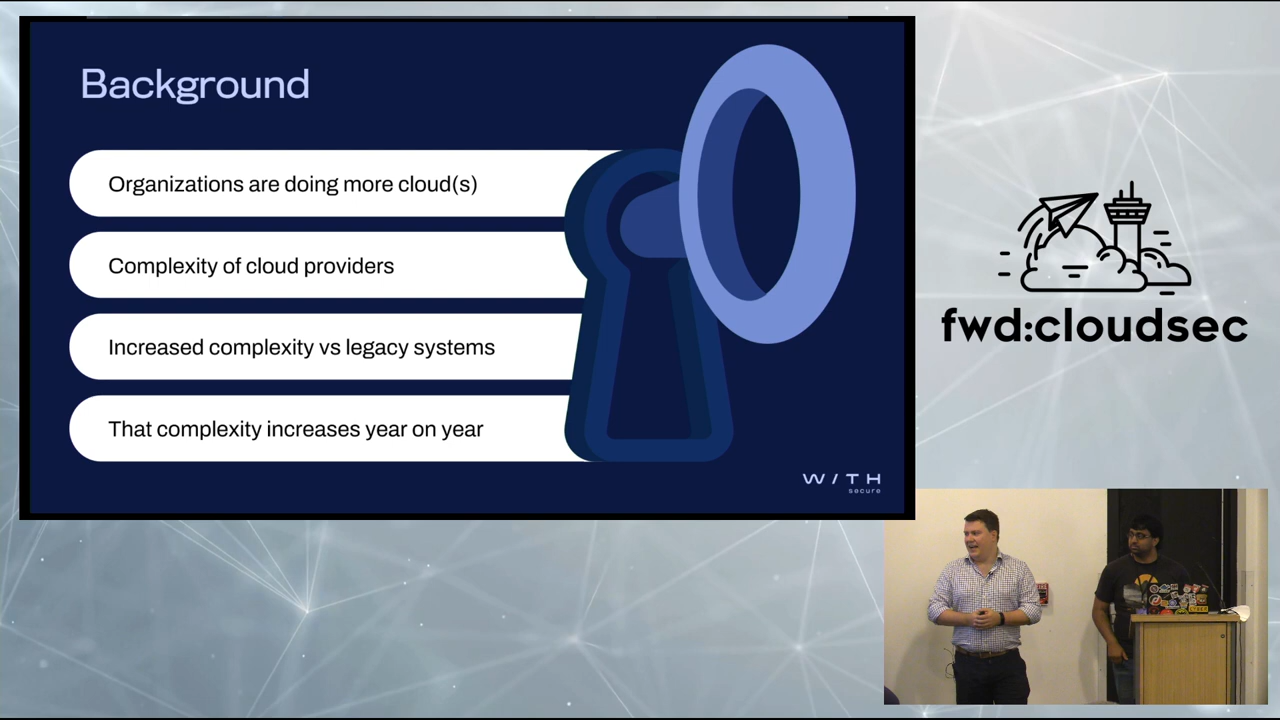 Background
Organizations are doing more cloud(s)
Complexity of cloud providers
Increased complexity vs legacy systems
That complexity increases year on year
W/TH
secure
fwd:cloudsec